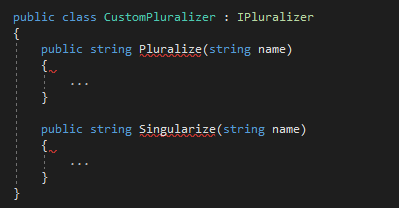 public class CustomPluralizer : IPluralizer
{
    public string Pluralize(string name)
    {
        ...
    }
    public string Singularize(string name)
    {
        ...
    }
}